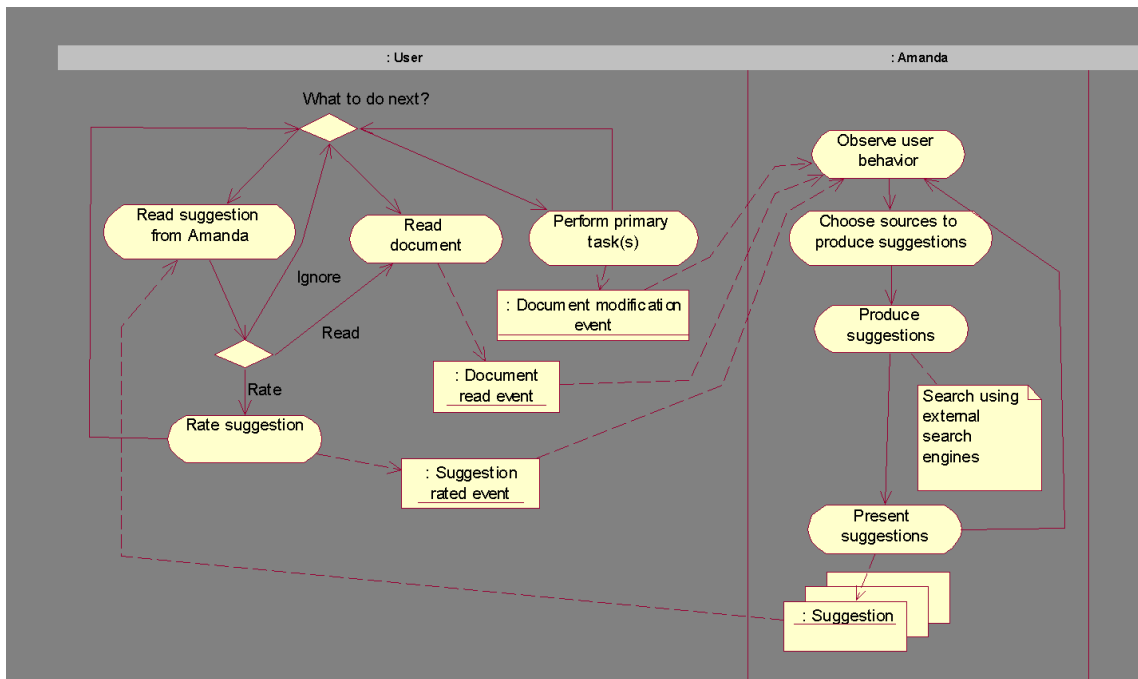 : User
: Amanda
What to do next?
Observe user
behavior
Read suggestion
from Amanda
Read
document
Perform primary
task(s)
Choose sources to
produce suggestions
Ignore
: Document modification
event
Produce
suggestions
Read
: Document
read event
Rate
Search using
external
search
engines
Rate suggestion
: Suggestion
rated event
Present
suggestions
: Suggestion